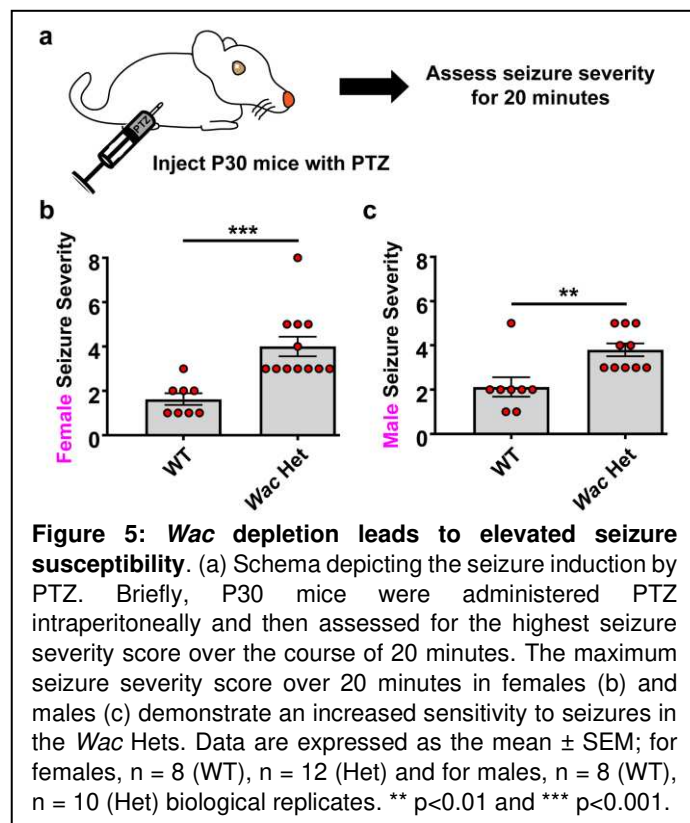 a
PTZ
Assess seizure severity
for 20 minutes
Inject P30 mice with PTZ
b
***
Female Seizure Severity
8
6
4
2
0
WT
Wac Het
c
**
Male Seizure Severity
8
6
4
2
0
WT
Wac Het
Figure 5: Wac depletion leads to elevated seizure
susceptibility. (a) Schema depicting the seizure induction by
PTZ. Briefly, P30 mice were administered PTZ
intraperitoneally and then assessed for the highest seizure
severity score over the course of 20 minutes. The maximum
seizure severity score over 20 minutes in females (b) and
males (c) demonstrate an increased sensitivity to seizures in
the Wac Hets. Data are expressed as the mean ± SEM; for
females, n = 8 (WT), n = 12 (Het) and for males, n = 8 (WT),
n = 10 (Het) biological replicates. ** p<0.01 and *** p<0.001.